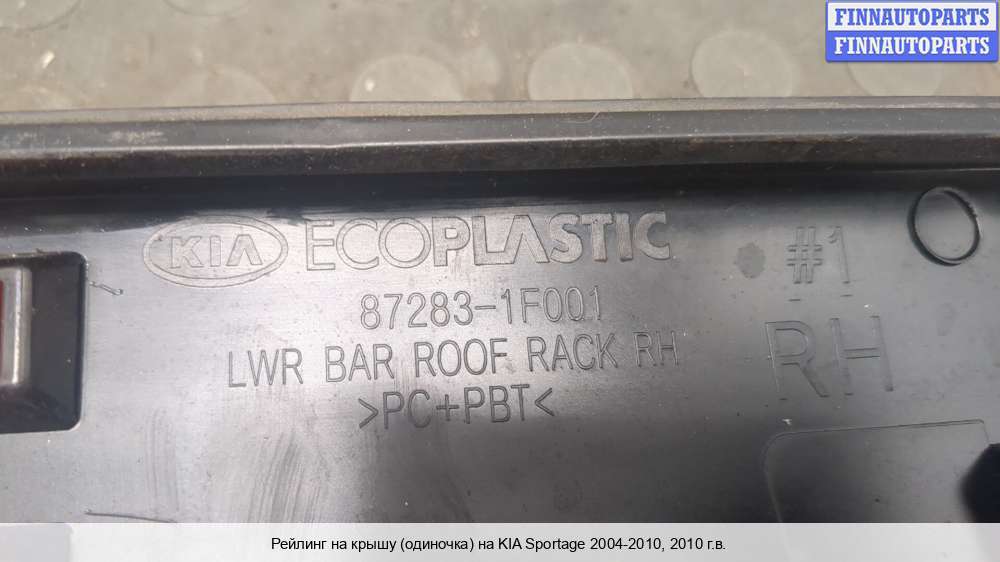 FINNAUTOPARTS
FINNAUTOPARTS
KIA ECOPLASTIC
#1
87283-1F001
LWR BAR ROOF RACK RH
RH
>PC+PBT<
Рейлинг на крышу (одиночка) на KIA Sportage 2004-2010, 2010 г.в.